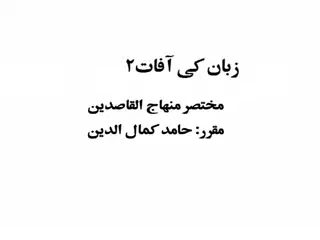 زبان کی آفات۲
مختصر منهاج القاصدین
مقرر: حامد کمال الدین